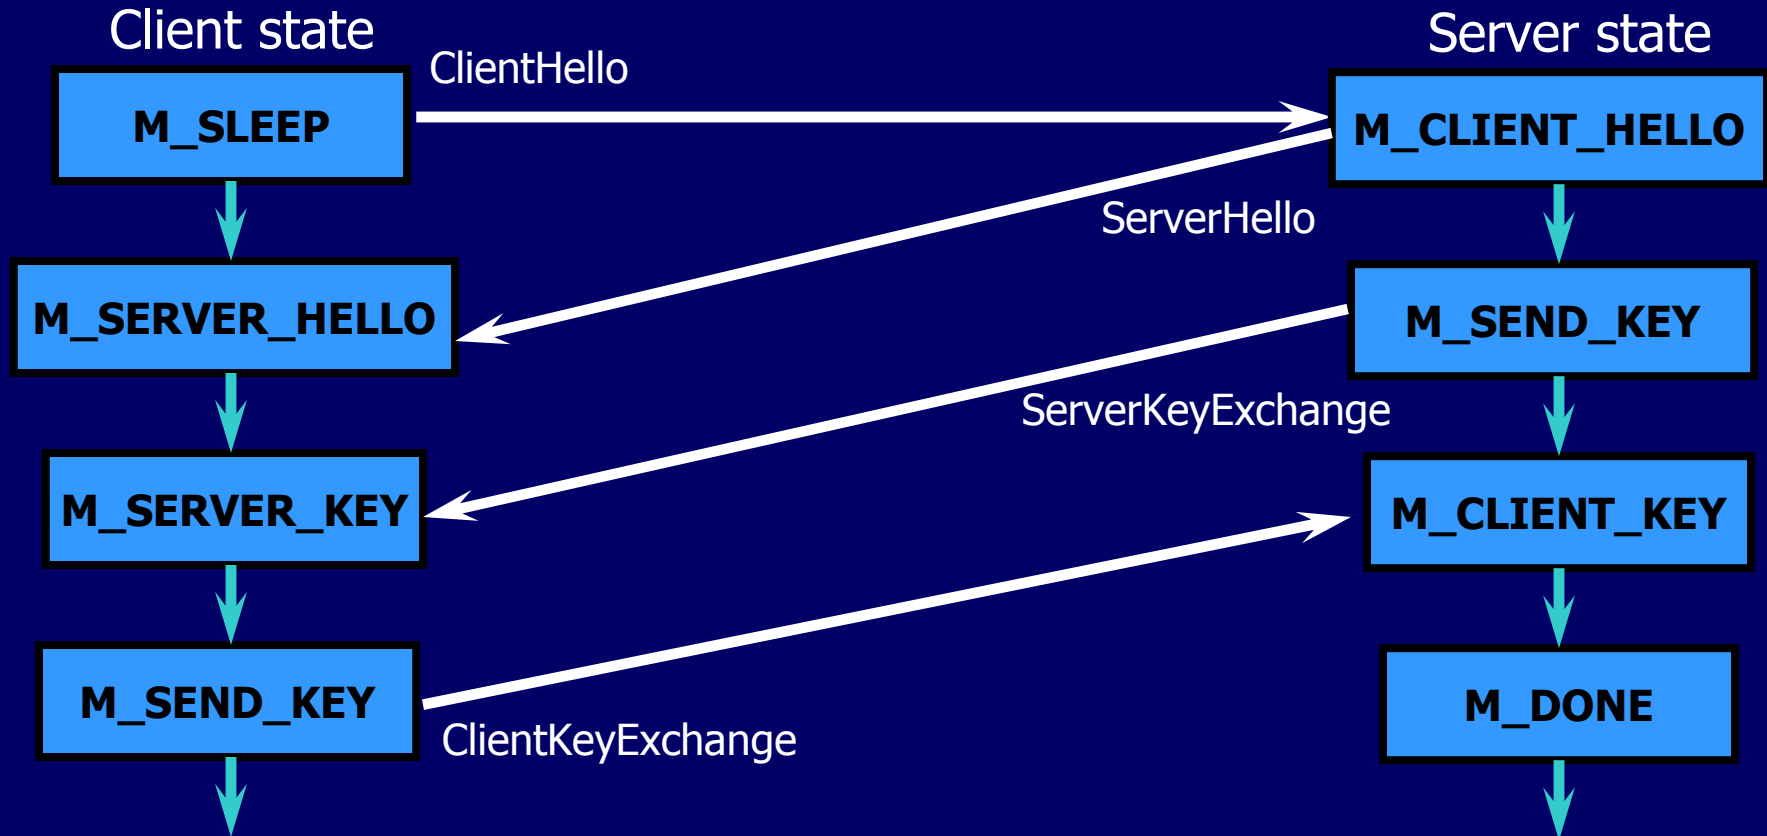 Client state
Server state
ClientHello
M_SLEEP
M_CLIENT_HELLO
ServerHello
M_SERVER_HELLO
M_SEND_KEY
ServerKeyExchange
M_SERVER_KEY
M_CLIENT_KEY
M_SEND_KEY
M_DONE
ClientKeyExchange